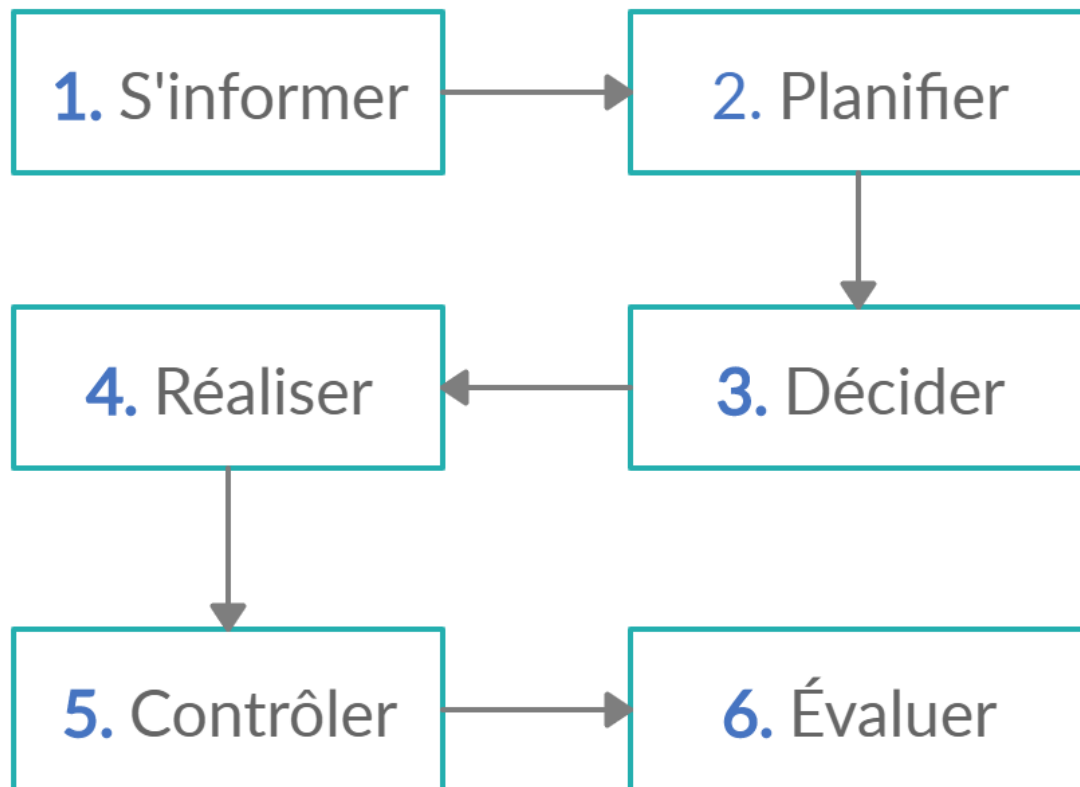 1. S'informer
2. Planifier
3. Décider
4. Réaliser
5. Contrôler
6. Évaluer